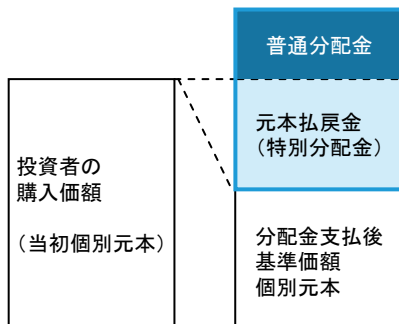 普通分配金
元本払戻金
（特別分配金）
投資者の
購入価額
（当初個別元本）
分配金支払後
基準価額
個別元本